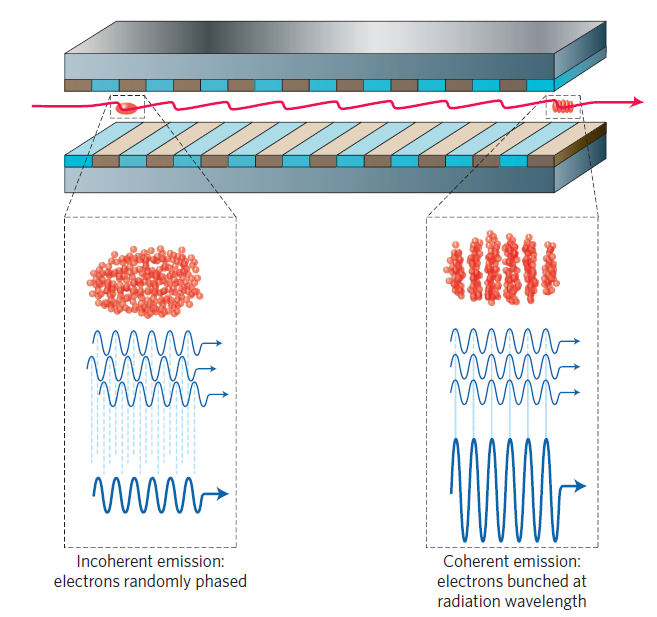 Incoherent emission:
electrons randomly phased
Coherent emission:
electrons bunched at
radiation wavelength